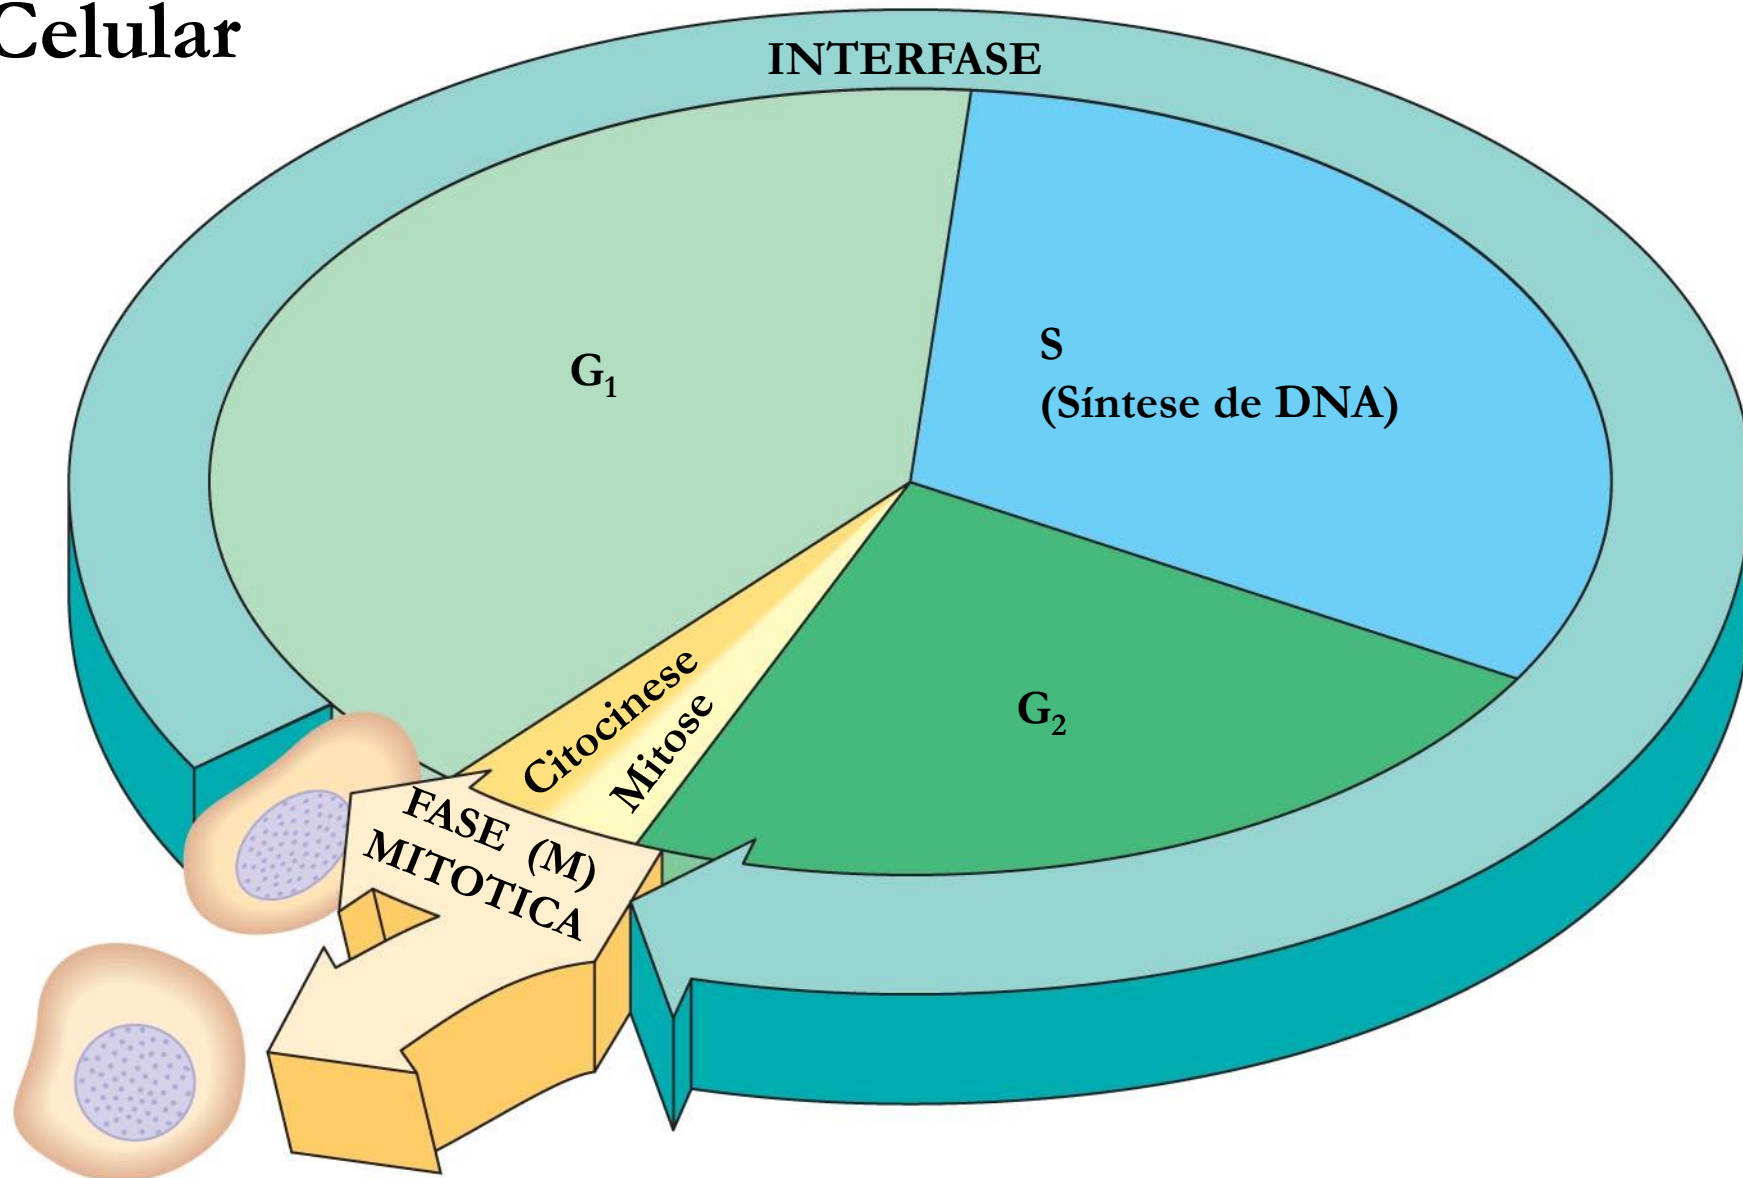 Celular
INTERFASE
S
(Síntese de DNA)
G₁
G₂
Citocinese
Mitose
FASE (M)
MITOTICA